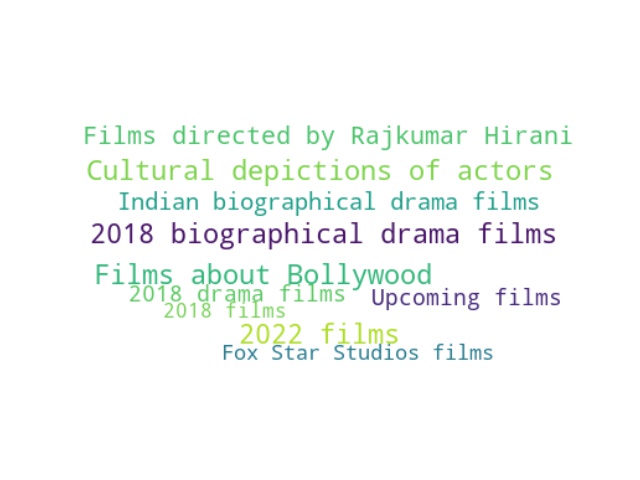 Films directed by Rajkumar Hirani
Cultural depictions of actors
Indian biographical drama films
2018 biographical drama films
Films about Bollywood
2018 drama films
Upcoming films
2018 films
2022 films
Fox Star Studios films